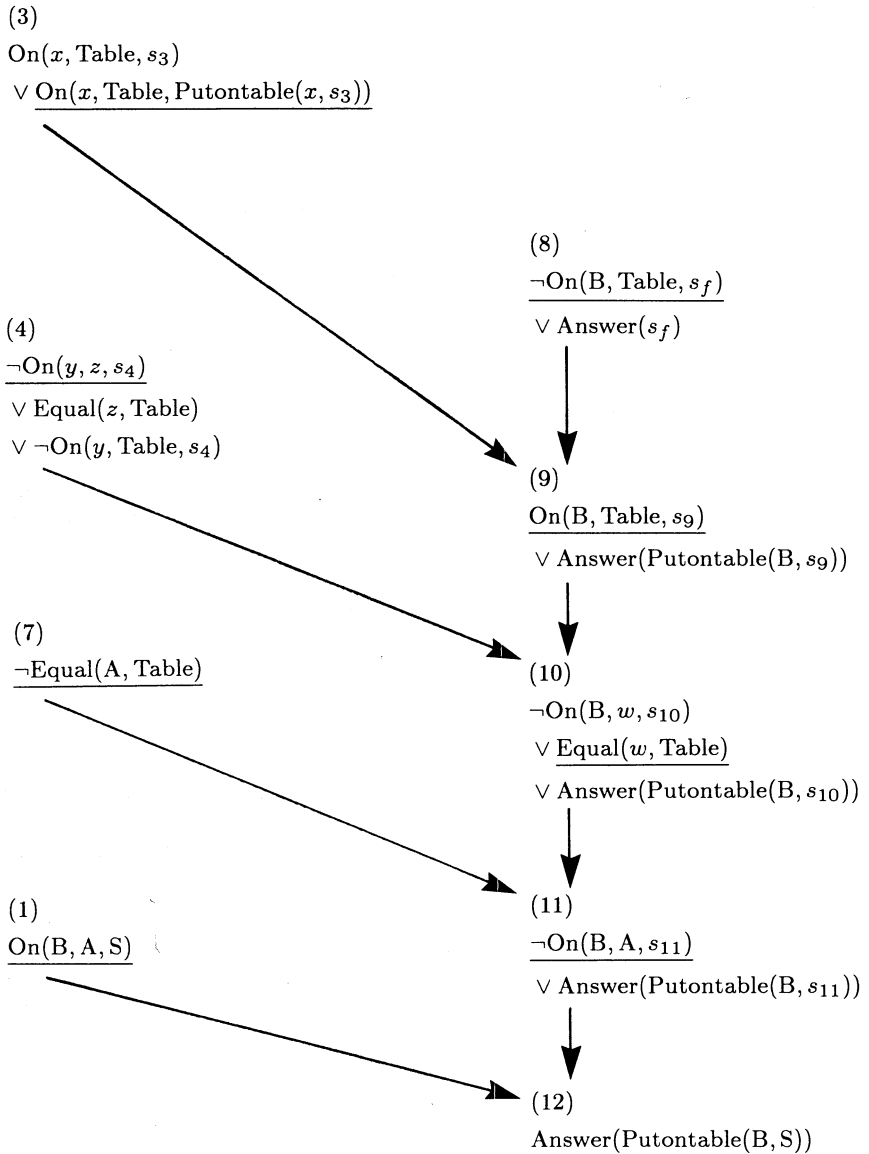 (3)
On(x, Table, s₃)
∨ On(x, Table, Putontable(x, s₃))
(8)
¬On(B, Table, s_f)
∨ Answer(s_f)
(4)
¬On(y, z, s₄)
∨ Equal(z, Table)
∨ ¬On(y, Table, s₄)
(9)
On(B, Table, s₉)
∨ Answer(Putontable(B, s₉))
(7)
¬Equal(A, Table)
(10)
¬On(B, w, s₁₀)
∨ Equal(w, Table)
∨ Answer(Putontable(B, s₁₀))
(1)
On(B, A, S)
(11)
¬On(B, A, s₁₁)
∨ Answer(Putontable(B, s₁₁))
(12)
Answer(Putontable(B, S))